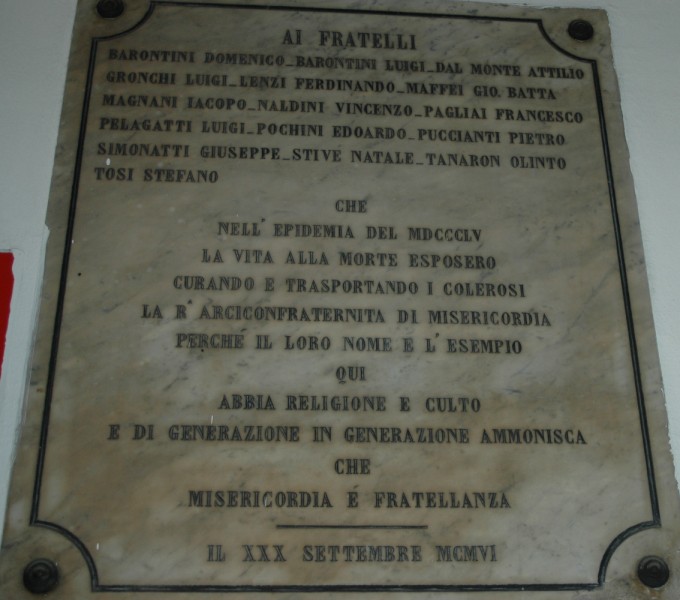 AI FRATELLI
BARONTINI DOMENICO_BARONTINI LUIGI_DAL MONTE ATTILIO
GRONCHI LUIGI_LENZI FERDINANDO_MAFFEI GIO. BATTA
MAGNANI IACOPO_NALDINI VINCENZO_PAGLIAI FRANCESCO
PELAGATTI LUIGI_POCHINI EDOARDO_PUCCIANTI PIETRO
SIMONATTI GIUSEPPE_STIVE NATALE_TANARON OLINTO
TOSI STEFANO
CHE
NELL' EPIDEMIA DEL MDCCCLV
LA VITA ALLA MORTE ESPOSERO
CURANDO E TRASPORTANDO I COLEROSI
LA R' ARCICONFRATERNITA DI MISERICORDIA
PERCHÉ IL LORO NOME E L' ESEMPIO
QUI
ABBIA RELIGIONE E CULTO
E DI GENERAZIONE IN GENERAZIONE AMMONISCA
CHE
MISERICORDIA É FRATELLANZA
IL XXX SETTEMBRE MCMVI